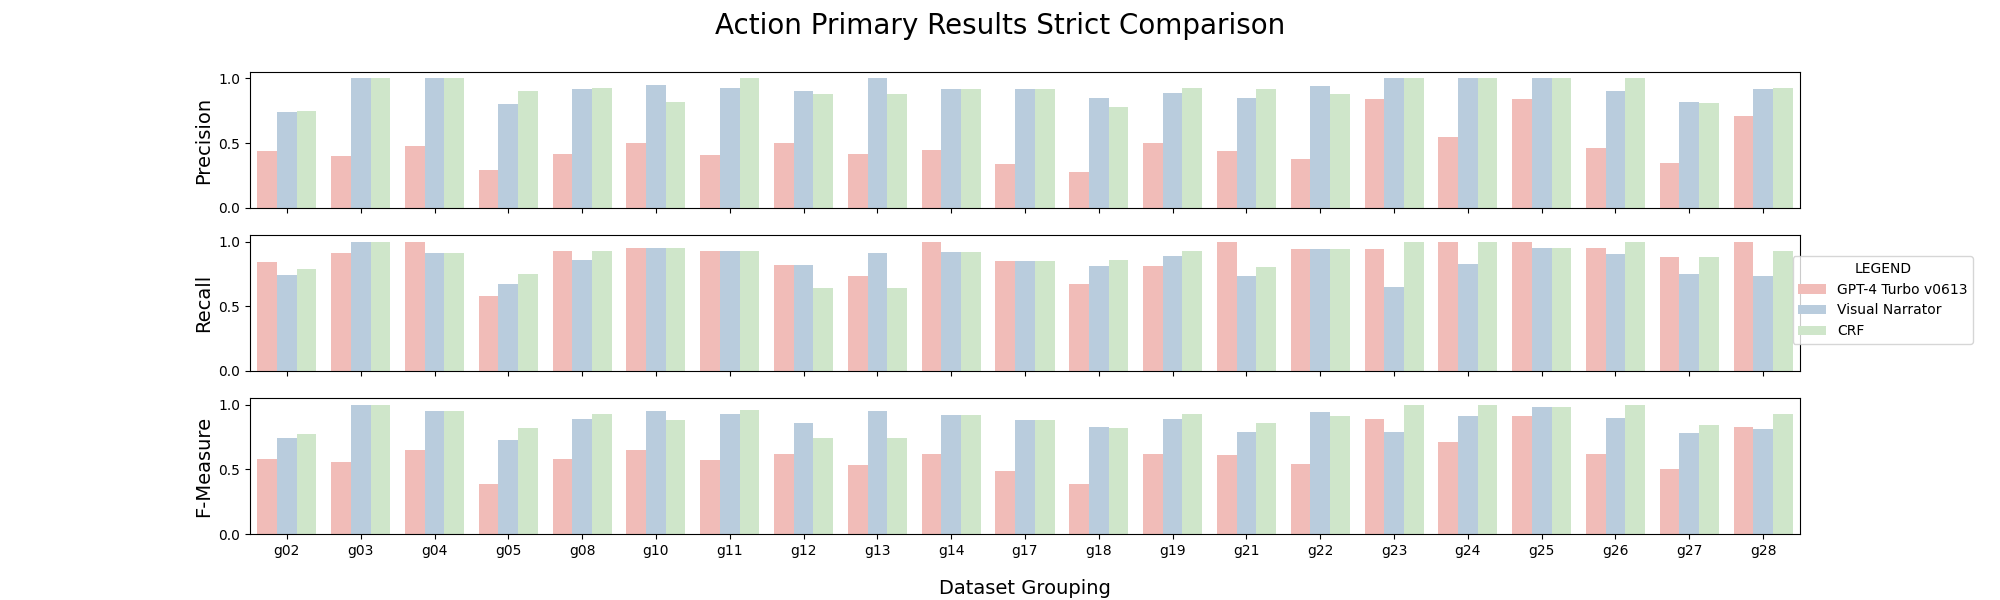 Action Primary Results Strict Comparison
Precision
1.0
0.5
0.0
Recall
1.0
0.5
0.0
LEGEND
GPT-4 Turbo v0613
Visual Narrator
CRF
F-Measure
1.0
0.5
0.0
g02 g03 g04 g05 g08 g10 g11 g12 g13 g14 g17 g18 g19 g21 g22 g23 g24 g25 g26 g27 g28
Dataset Grouping